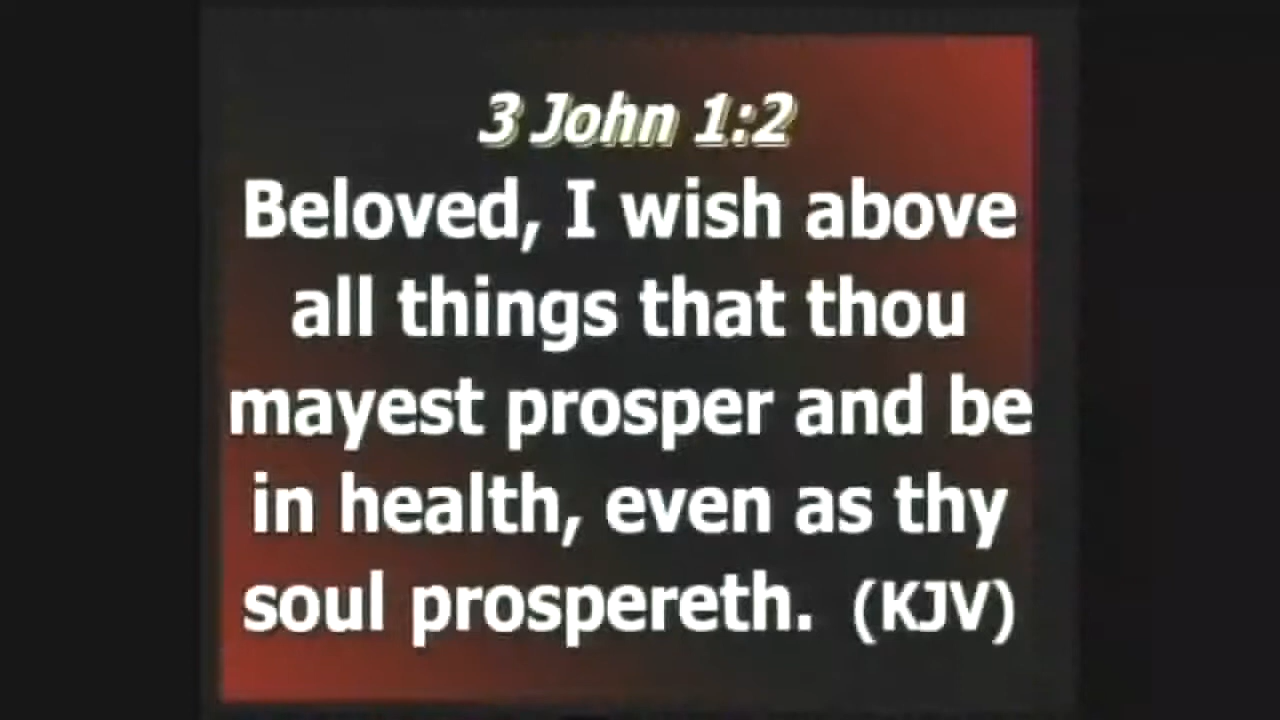 3 John 1:2
Beloved, I wish above
all things that thou
mayest prosper and be
in health, even as thy
soul prospereth. (KJV)